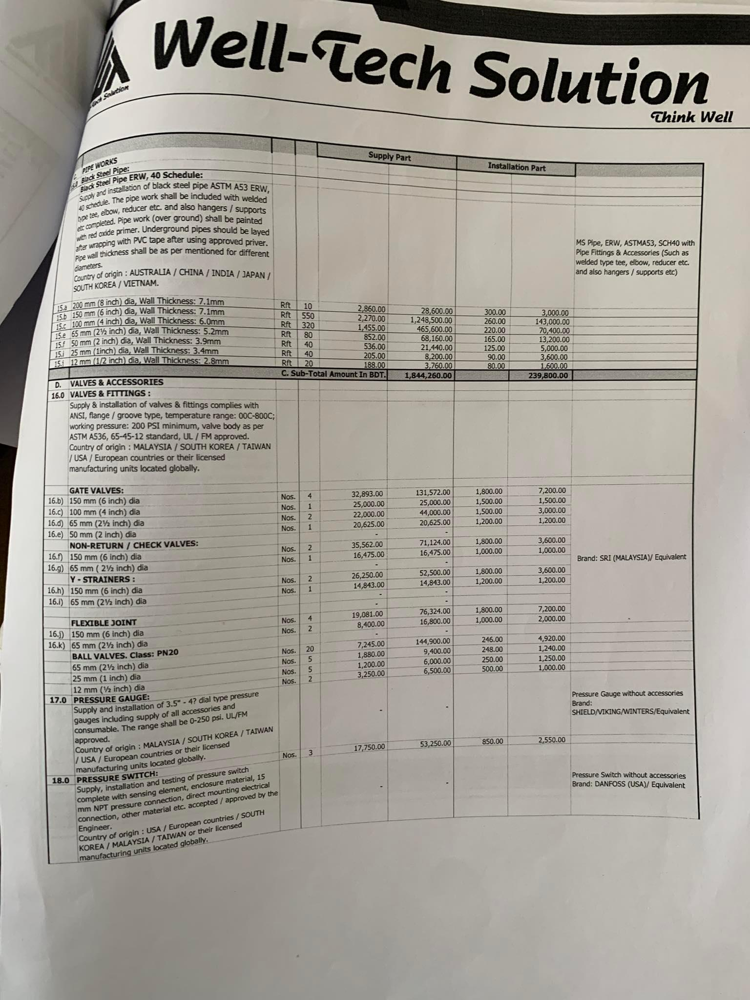 Well-Tech Solution
Think Well
Tech Solution
Supply Part Installation Part
C. PIPE WORKS
15.0 Black Steel Pipe:
Black Steel Pipe ERW, 40 Schedule:
Supply and installation of black steel pipe ASTM A53 ERW,
40 schedule. The pipe work shall be included with welded
type tee, elbow, reducer etc. and also hangers / supports
etc completed. Pipe work (over ground) shall be painted
with red oxide primer. Underground pipes should be layed
after wrapping with PVC tape after using approved priver.
Pipe wall thickness shall be as per mentioned for different
diameters.
Country of origin : AUSTRALIA / CHINA / INDIA / JAPAN /
SOUTH KOREA / VIETNAM.
MS Pipe, ERW, ASTMA53, SCH40 with
Pipe Fittings & Accessories (Such as
welded type tee, elbow, reducer etc.
and also hangers / supports etc)
15.a 200 mm (8 inch) dia, Wall Thickness: 7.1mm Rft 10 2,860.00 28,600.00 300.00 3,000.00
15.b 150 mm (6 inch) dia, Wall Thickness: 7.1mm Rft 550 2,270.00 1,248,500.00 260.00 143,000.00
15.c 100 mm (4 inch) dia, Wall Thickness: 6.0mm Rft 320 1,455.00 465,600.00 220.00 70,400.00
15.e 65 mm (2½ inch) dia, Wall Thickness: 5.2mm Rft 80 852.00 68,160.00 165.00 13,200.00
15.f 50 mm (2 inch) dia, Wall Thickness: 3.9mm Rft 40 536.00 21,440.00 125.00 5,000.00
15.i 25 mm (1inch) dia, Wall Thickness: 3.4mm Rft 40 205.00 8,200.00 90.00 3,600.00
15.j 12 mm (1/2 inch) dia, Wall Thickness: 2.8mm Rft 20 188.00 3,760.00 80.00 1,600.00
C. Sub-Total Amount In BDT. 1,844,260.00 239,800.00
D. VALVES & ACCESSORIES
16.0 VALVES & FITTINGS :
Supply & installation of valves & fittings complies with
ANSI, flange / groove type, temperature range: 00C-800C;
working pressure: 200 PSI minimum, valve body as per
ASTM A536, 65-45-12 standard, UL / FM approved.
Country of origin : MALAYSIA / SOUTH KOREA / TAIWAN
/ USA / European countries or their licensed
manufacturing units located globally.
GATE VALVES:
16.b) 150 mm (6 inch) dia Nos. 4 32,893.00 131,572.00 1,800.00 7,200.00
16.c) 100 mm (4 inch) dia Nos. 1 25,000.00 25,000.00 1,500.00 1,500.00
16.d) 65 mm (2½ inch) dia Nos. 2 22,000.00 44,000.00 1,500.00 3,000.00
16.e) 50 mm (2 inch) dia Nos. 1 20,625.00 20,625.00 1,200.00 1,200.00
NON-RETURN / CHECK VALVES: - -
16.f) 150 mm (6 inch) dia Nos. 2 35,562.00 71,124.00 1,800.00 3,600.00
16.g) 65 mm ( 2½ inch) dia Nos. 1 16,475.00 16,475.00 1,000.00 1,000.00
Brand: SRI (MALAYSIA)/ Equivalent
Y - STRAINERS : - -
16.h) 150 mm (6 inch) dia Nos. 2 26,250.00 52,500.00 1,800.00 3,600.00
16.i) 65 mm (2½ inch) dia Nos. 1 14,843.00 14,843.00 1,200.00 1,200.00
- -
FLEXIBLE JOINT - -
16.j) 150 mm (6 inch) dia Nos. 4 19,081.00 76,324.00 1,800.00 7,200.00
16.k) 65 mm (2½ inch) dia Nos. 2 8,400.00 16,800.00 1,000.00 2,000.00
BALL VALVES. Class: PN20 - -
65 mm (2½ inch) dia Nos. 20 7,245.00 144,900.00 246.00 4,920.00
25 mm (1 inch) dia Nos. 5 1,880.00 9,400.00 248.00 1,240.00
12 mm (½ inch) dia Nos. 5 1,200.00 6,000.00 250.00 1,250.00
17.0 PRESSURE GAUGE: Nos. 2 3,250.00 6,500.00 500.00 1,000.00
Supply and installation of 3.5" - 4? dial type pressure
gauges including supply of all accessories and
consumable. The range shall be 0-250 psi. UL/FM
approved.
Country of origin : MALAYSIA / SOUTH KOREA / TAIWAN
/ USA / European countries or their licensed
manufacturing units located globally.
- -
Pressure Gauge without accessories
Brand:
SHIELD/VIKING/WINTERS/Equivalent
18.0 PRESSURE SWITCH: Nos. 3 17,750.00 53,250.00 850.00 2,550.00
Supply, installation and testing of pressure switch
complete with sensing element, enclosure material, 15
mm NPT pressure connection, direct mounting electrical
connection, other material etc. accepted / approved by the
Engineer.
Country of origin : USA / European countries / SOUTH
KOREA / MALAYSIA / TAIWAN or their licensed
manufacturing units located globally.
- -
Pressure Switch without accessories
Brand: DANFOSS (USA)/ Equivalent